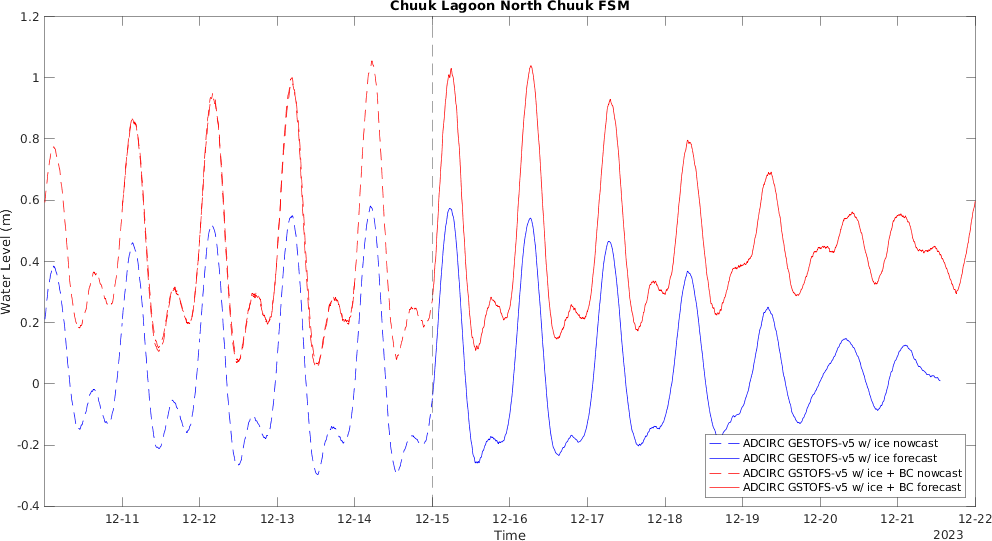 Chuuk Lagoon North Chuuk FSM
1.2
1
0.8
0.6
0.4
0.2
0
-0.2
-0.4
Water Level (m)
ADCIRC GESTOFS-v5 w/ ice nowcast
ADCIRC GESTOFS-v5 w/ ice forecast
ADCIRC GSTOFS-v5 w/ ice + BC nowcast
ADCIRC GSTOFS-v5 w/ ice + BC forecast
12-11 12-12 12-13 12-14 12-15 12-16 12-17 12-18 12-19 12-20 12-21 12-22
Time
2023